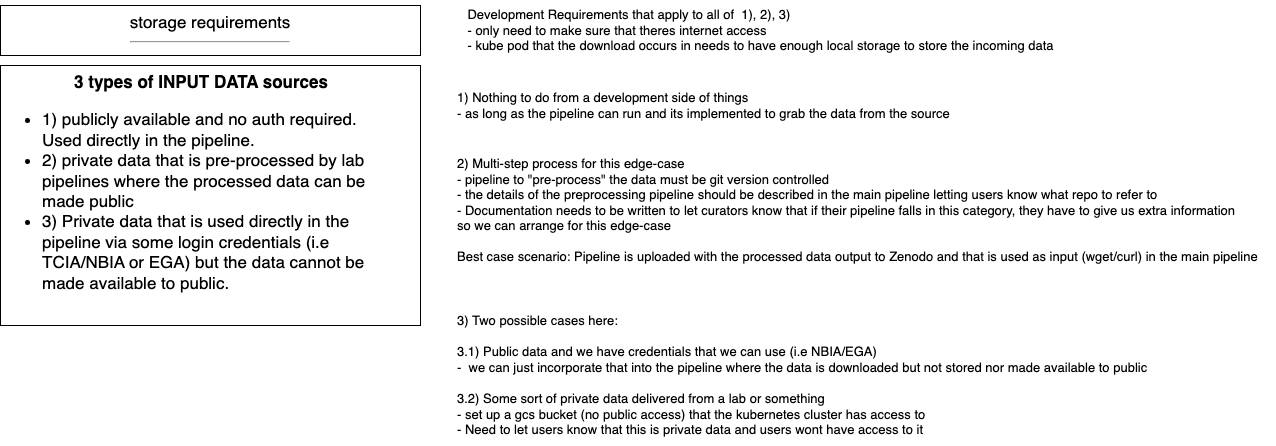 storage requirements
3 types of INPUT DATA sources
1) publicly available and no auth required.
Used directly in the pipeline.
2) private data that is pre-processed by lab
pipelines where the processed data can be
made public
3) Private data that is used directly in the
pipeline via some login credentials (i.e
TCIA/NBIA or EGA) but the data cannot be
made available to public.
Development Requirements that apply to all of  1), 2), 3)
- only need to make sure that theres internet access
- kube pod that the download occurs in needs to have enough local storage to store the incoming data
1) Nothing to do from a development side of things
- as long as the pipeline can run and its implemented to grab the data from the source
2) Multi-step process for this edge-case
- pipeline to "pre-process" the data must be git version controlled
- the details of the preprocessing pipeline should be described in the main pipeline letting users know what repo to refer to
- Documentation needs to be written to let curators know that if their pipeline falls in this category, they have to give us extra information
so we can arrange for this edge-case
Best case scenario: Pipeline is uploaded with the processed data output to Zenodo and that is used as input (wget/curl) in the main pipeline
3) Two possible cases here:
3.1) Public data and we have credentials that we can use (i.e NBIA/EGA)
-  we can just incorporate that into the pipeline where the data is downloaded but not stored nor made available to public
3.2) Some sort of private data delivered from a lab or something
- set up a gcs bucket (no public access) that the kubernetes cluster has access to
- Need to let users know that this is private data and users wont have access to it